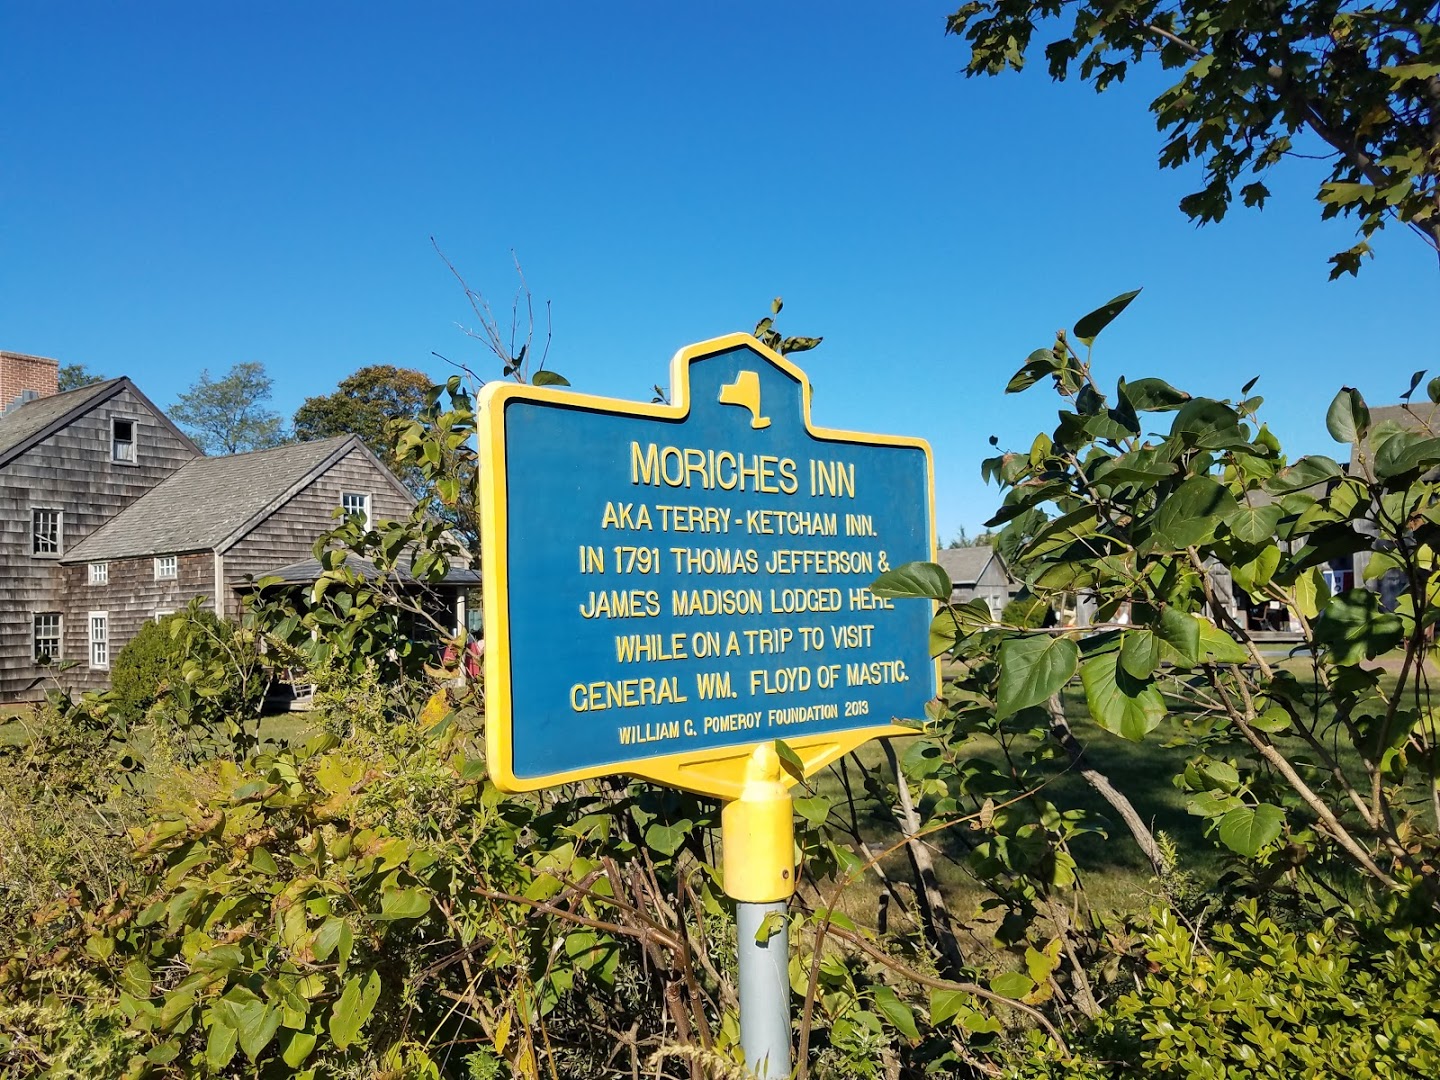 MORICHES INN
AKA TERRY-KETCHAM INN.
IN 1791 THOMAS JEFFERSON &
JAMES MADISON LODGED HERE
WHILE ON A TRIP TO VISIT
GENERAL WM. FLOYD OF MASTIC.
WILLIAM G. POMEROY FOUNDATION 2013